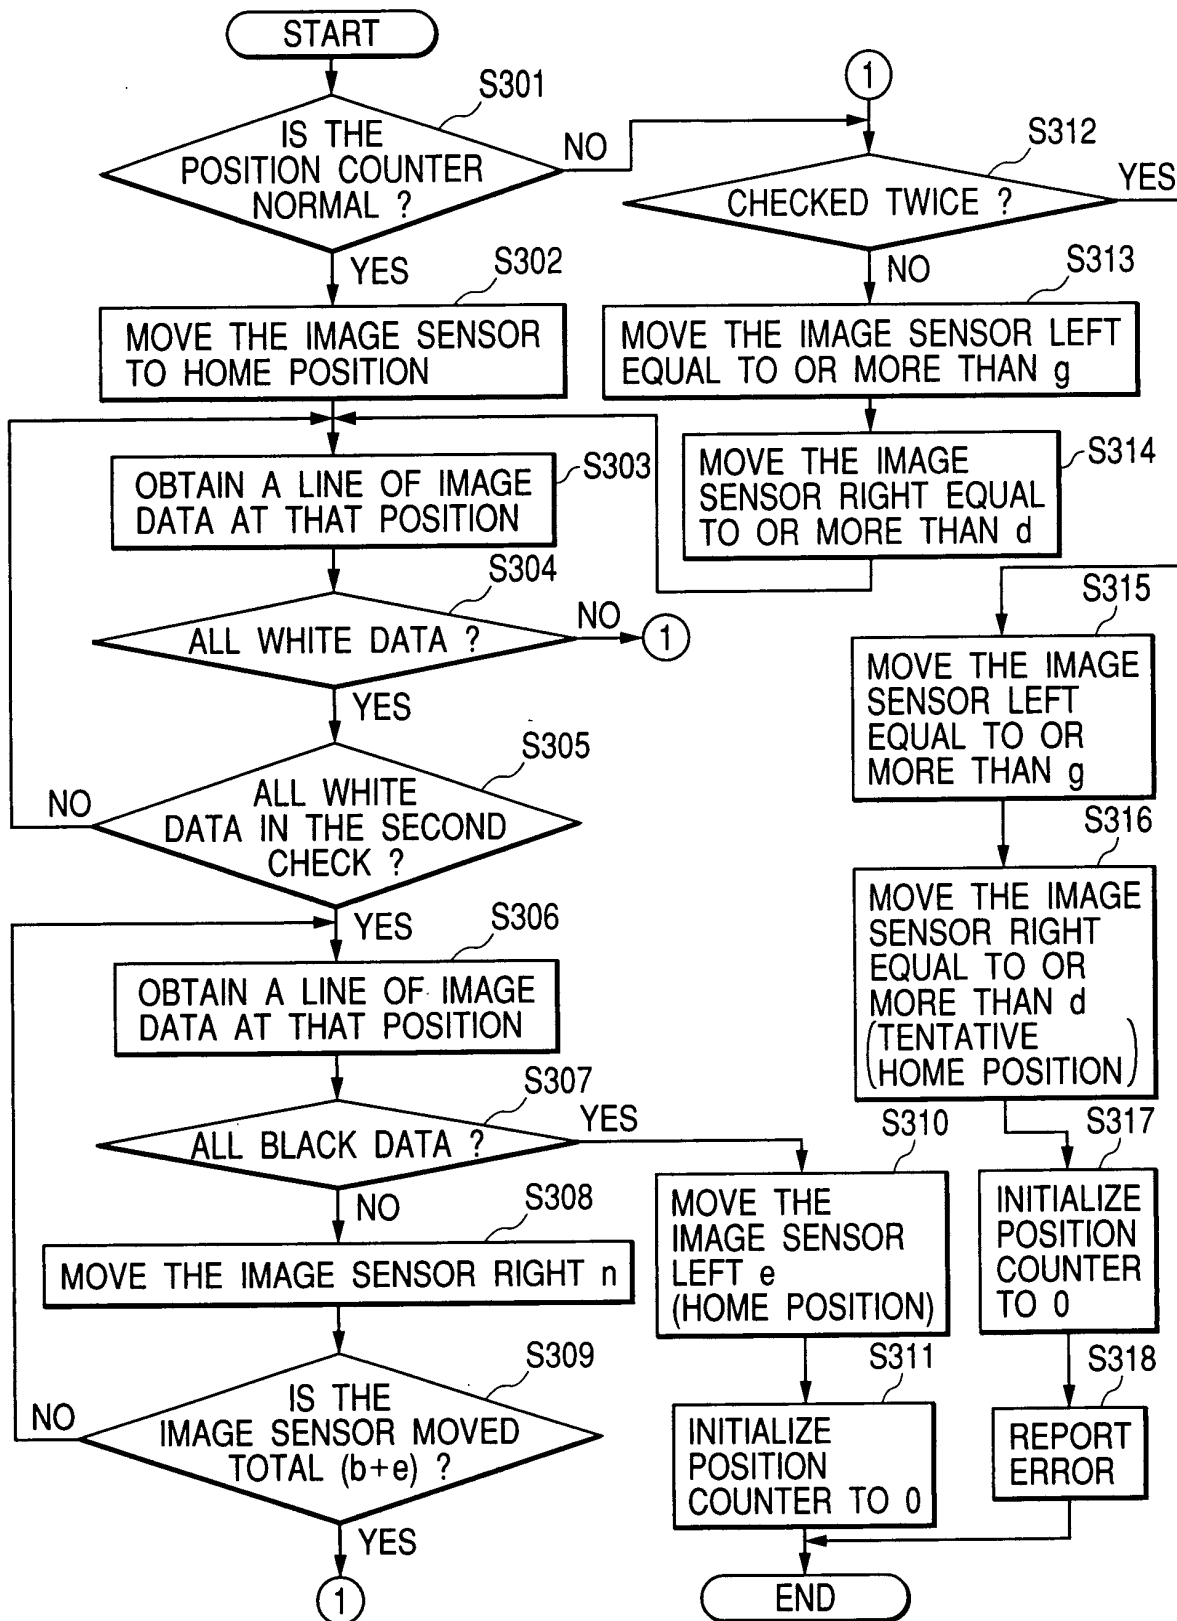 START
S301
IS THE
POSITION COUNTER
NORMAL ?
NO
YES
S302
MOVE THE IMAGE SENSOR
TO HOME POSITION
S303
OBTAIN A LINE OF IMAGE
DATA AT THAT POSITION
S304
ALL WHITE DATA ?
NO
1
YES
S305
ALL WHITE
DATA IN THE SECOND
CHECK ?
NO
YES
S306
OBTAIN A LINE OF IMAGE
DATA AT THAT POSITION
S307
ALL BLACK DATA ?
YES
NO
S308
MOVE THE IMAGE SENSOR RIGHT n
S309
IS THE
IMAGE SENSOR MOVED
TOTAL (b+e) ?
NO
YES
1
1
S312
CHECKED TWICE ?
YES
NO
S313
MOVE THE IMAGE SENSOR LEFT
EQUAL TO OR MORE THAN g
S314
MOVE THE IMAGE
SENSOR RIGHT EQUAL
TO OR MORE THAN d
S315
MOVE THE IMAGE
SENSOR LEFT
EQUAL TO OR
MORE THAN g
S316
MOVE THE IMAGE
SENSOR RIGHT
EQUAL TO OR
MORE THAN d
(TENTATIVE
HOME POSITION)
S310
MOVE THE
IMAGE SENSOR
LEFT e
(HOME POSITION)
S311
INITIALIZE
POSITION
COUNTER TO 0
S317
INITIALIZE
POSITION
COUNTER
TO 0
S318
REPORT
ERROR
END